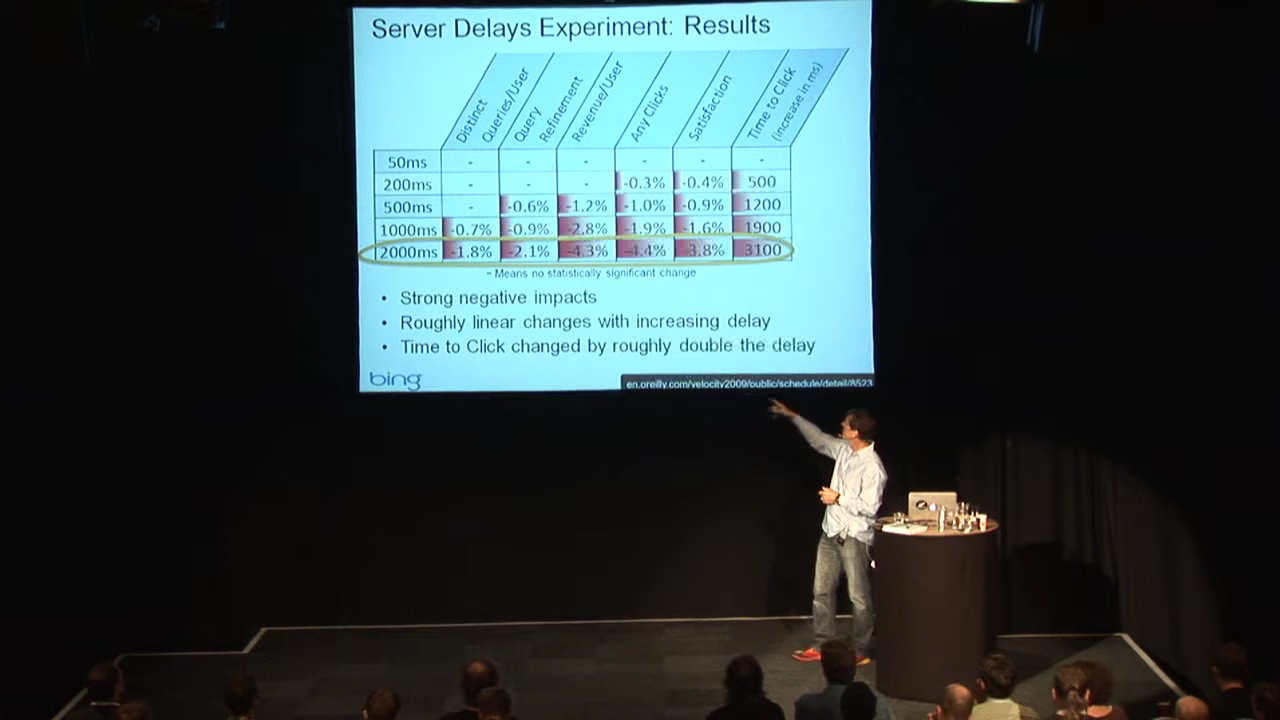 Server Delays Experiment: Results
Distinct
Queries/User
Query
Refinement
Revenue/User
Any Clicks
Satisfaction
Time to Click
(increase in ms)
50ms - - - - - -
200ms - - - -0.3% -0.4% 500
500ms - -0.6% -1.2% -1.0% -0.9% 1200
1000ms -0.7% -0.9% -2.8% -1.9% -1.6% 1900
2000ms -1.8% -2.1% -4.3% -4.4% -3.8% 3100
- Means no statistically significant change
• Strong negative impacts
• Roughly linear changes with increasing delay
• Time to Click changed by roughly double the delay
bing
en.oreilly.com/velocity2009/public/schedule/detail/8523